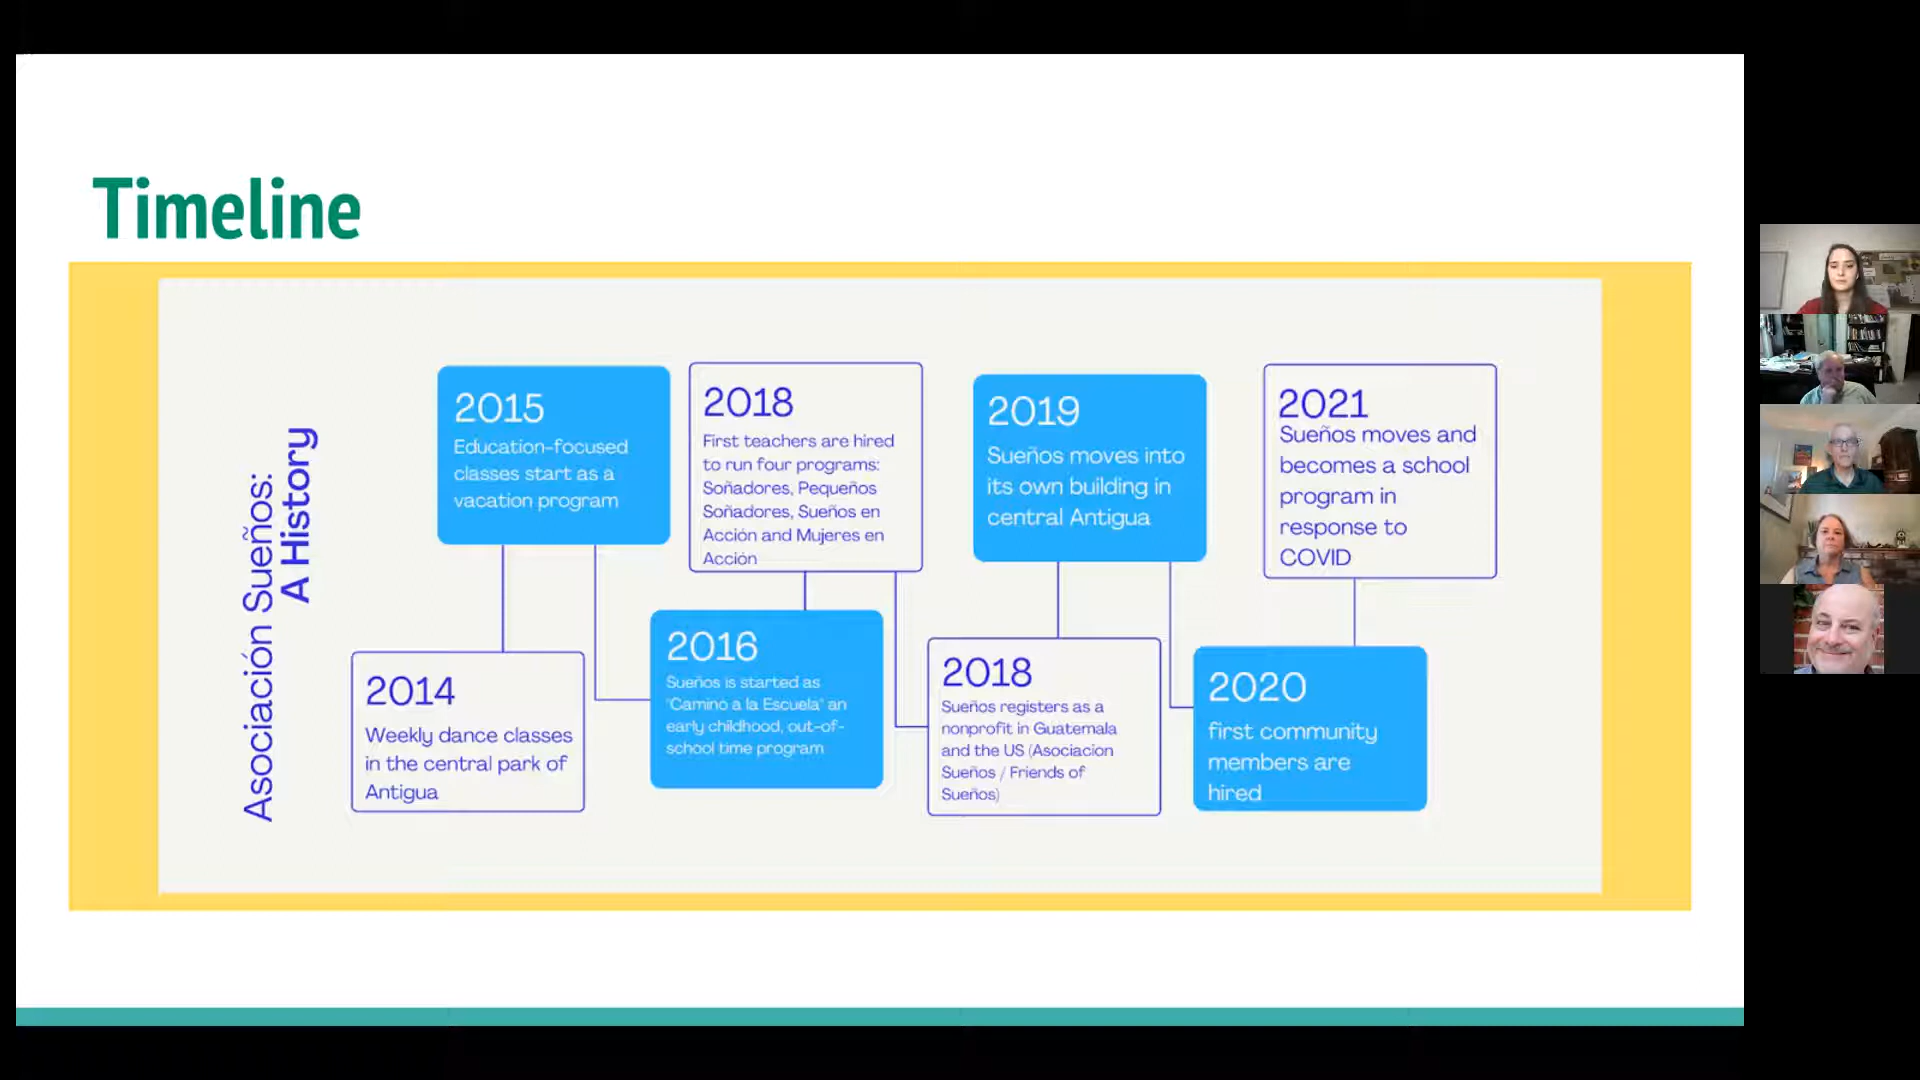 Timeline
Asociación Sueños:
A History
2015
Education-focused
classes start as a
vacation program
2018
First teachers are hired
to run four programs:
Soñadores, Pequeños
Soñadores, Sueños en
Acción and Mujeres en
Acción
2019
Sueños moves into
its own building in
central Antigua
2021
Sueños moves and
becomes a school
program in
response to
COVID
2014
Weekly dance classes
in the central park of
Antigua
2016
Sueños is started as
"Camino a la Escuela" an
early childhood, out-of-
school time program
2018
Sueños registers as a
nonprofit in Guatemala
and the US (Asociacion
Sueños / Friends of
Sueños)
2020
first community
members are
hired